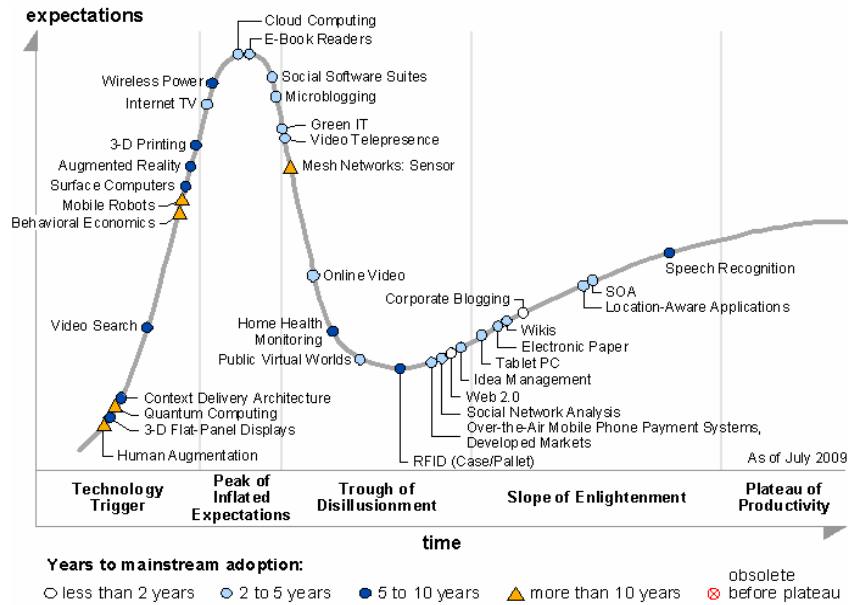 expectations
Cloud Computing
E-Book Readers
Wireless Power
Social Software Suites
Internet TV
Microblogging
Green IT
3-D Printing
Video Telepresence
Augmented Reality
Mesh Networks: Sensor
Surface Computers
Mobile Robots
Behavioral Economics
Online Video
Speech Recognition
SOA
Corporate Blogging
Location-Aware Applications
Video Search
Home Health
Monitoring
Wikis
Electronic Paper
Public Virtual Worlds
Tablet PC
Idea Management
Web 2.0
Context Delivery Architecture
Quantum Computing
Social Network Analysis
3-D Flat-Panel Displays
Over-the-Air Mobile Phone Payment Systems,
Developed Markets
Human Augmentation
RFID (Case/Pallet)
As of July 2009
Technology
Trigger
Peak of
Inflated
Expectations
Trough of
Disillusionment
Slope of Enlightenment
Plateau of
Productivity
time
Years to mainstream adoption:
less than 2 years
2 to 5 years
5 to 10 years
more than 10 years
obsolete
before plateau